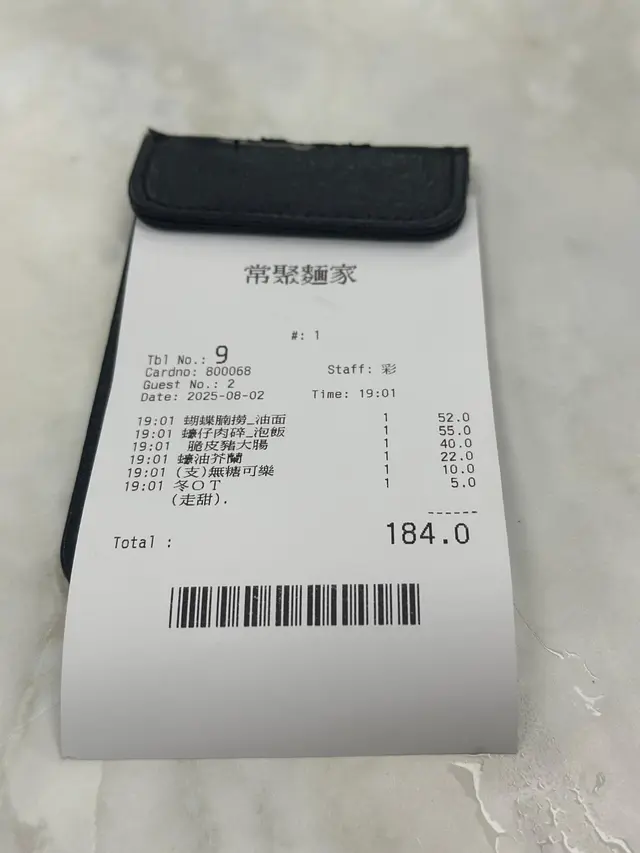 常聚麵家
#: 1
Tbl No.: 9
Cardno: 800068 Staff: 彩
Guest No.: 2
Date: 2025-08-02 Time: 19:01
19:01 蝴蝶腩撈_油面 1 52.0
19:01 蠔仔肉碎_泡飯 1 55.0
19:01 脆皮豬大腸 1 40.0
19:01 蠔油芥蘭 1 22.0
19:01 (支)無糖可樂 1 10.0
19:01 冬OT 1 5.0
(走甜).
------
Total : 184.0